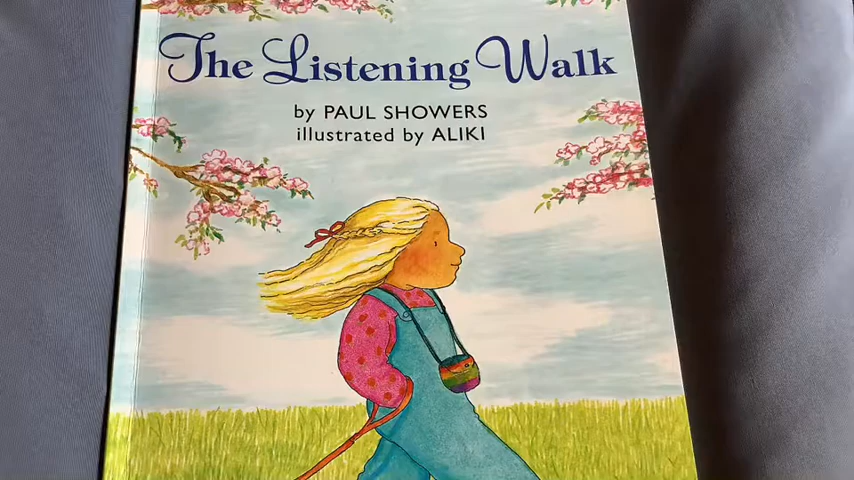 The Listening Walk
by PAUL SHOWERS
illustrated by ALIKI